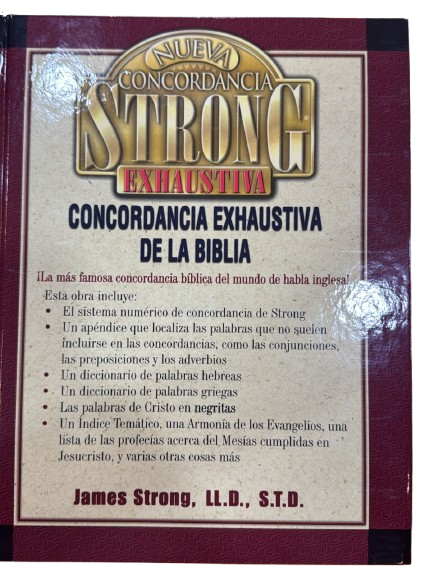 NUEVA
CONCORDANCIA
STRONG
EXHAUSTIVA
CONCORDANCIA EXHAUSTIVA
DE LA BIBLIA
¡La más famosa concordancia bíblica del mundo de habla inglesa!
Esta obra incluye:
• El sistema numérico de concordancia de Strong
• Un apéndice que localiza las palabras que no suelen
incluirse en las concordancias, como las conjunciones,
las preposiciones y los adverbios
• Un diccionario de palabras hebreas
• Un diccionario de palabras griegas
• Las palabras de Cristo en negritas
• Un Índice Temático, una Armonía de los Evangelios, una
lista de las profecías acerca del Mesías cumplidas en
Jesucristo, y varias otras cosas más
James Strong, LL.D., S.T.D.